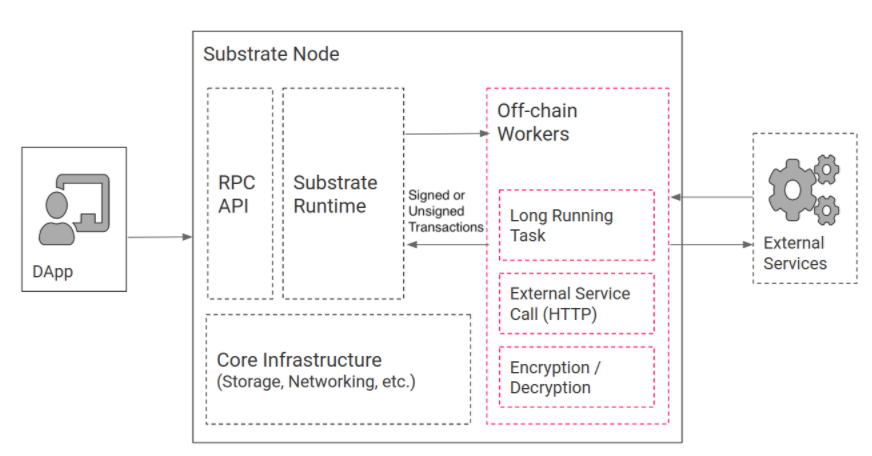 Substrate Node
DApp
RPC
API
Substrate
Runtime
Signed or
Unsigned
Transactions
Core Infrastructure
(Storage, Networking, etc.)
Off-chain
Workers
Long Running
Task
External Service
Call (HTTP)
Encryption /
Decryption
External
Services